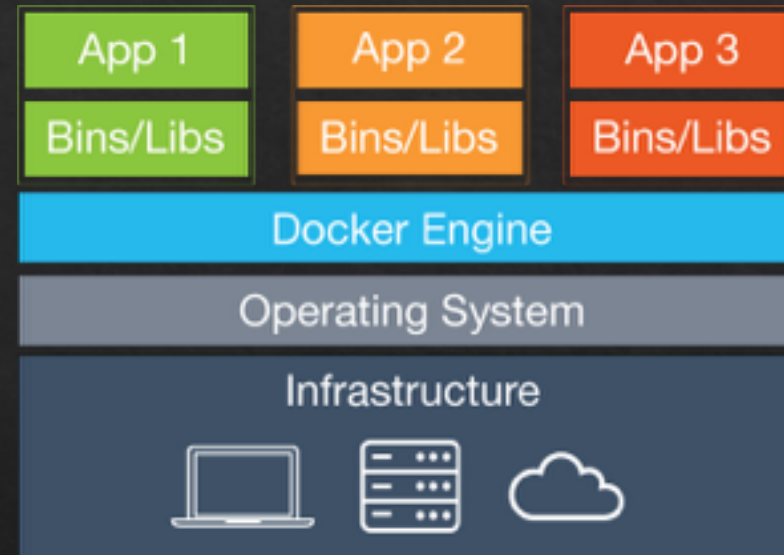 App 1 App 2 App 3
Bins/Libs Bins/Libs Bins/Libs
Docker Engine
Operating System
Infrastructure